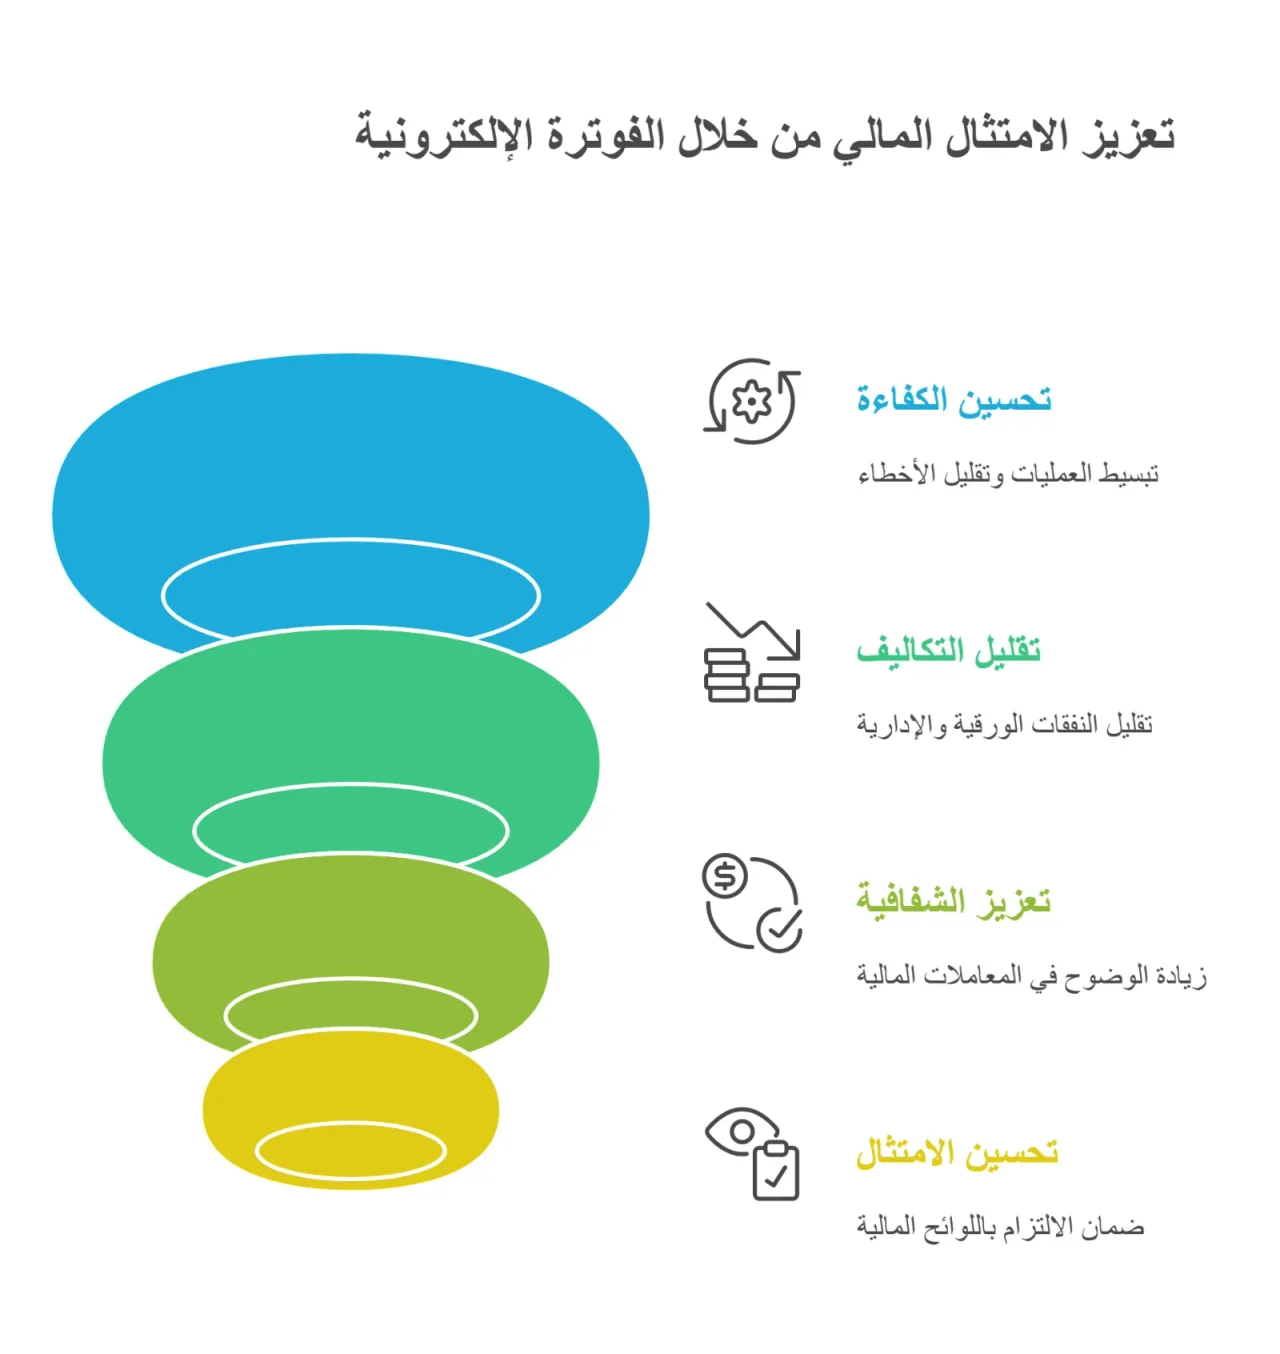 تعزيز الامتثال المالي من خلال الفوترة الإلكترونية
تحسين الكفاءة
تبسيط العمليات وتقليل الأخطاء
تقليل التكاليف
تقليل النفقات الورقية والإدارية
تعزيز الشفافية
زيادة الوضوح في المعاملات المالية
تحسين الامتثال
ضمان الالتزام باللوائح المالية